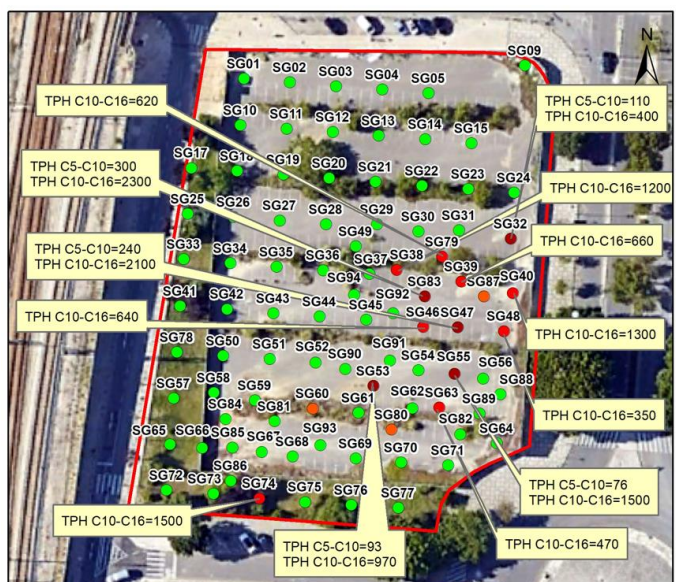 N
SG09
SG01
SG02
SG03
SG04
SG05
TPH C10-C16=620
TPH C5-C10=110
TPH C10-C16=400
SG10
SG11
SG12
SG13
SG14
SG15
SG17
SG18
SG19
SG20
SG21
SG22
SG23
SG24
TPH C5-C10=300
TPH C10-C16=2300
TPH C10-C16=1200
SG25
SG26
SG27
SG28
SG29
SG30
SG31
SG32
SG49
TPH C5-C10=240
TPH C10-C16=2100
TPH C10-C16=660
SG33
SG34
SG35
SG36
SG37
SG38
SG79
SG39
SG40
SG94
SG83
SG87
SG41
SG42
SG43
SG44
SG45
SG92
SG46
SG47
SG48
TPH C10-C16=640
TPH C10-C16=1300
SG78
SG50
SG51
SG52
SG90
SG91
SG53
SG54
SG55
SG56
SG88
SG57
SG58
SG59
SG60
SG61
SG62
SG63
SG89
SG84
SG81
SG80
SG82
SG64
TPH C10-C16=350
SG65
SG66
SG85
SG67
SG68
SG93
SG69
SG70
SG71
SG72
SG73
SG86
SG74
SG75
SG76
SG77
TPH C5-C10=76
TPH C10-C16=1500
TPH C10-C16=1500
TPH C5-C10=93
TPH C10-C16=970
TPH C10-C16=470